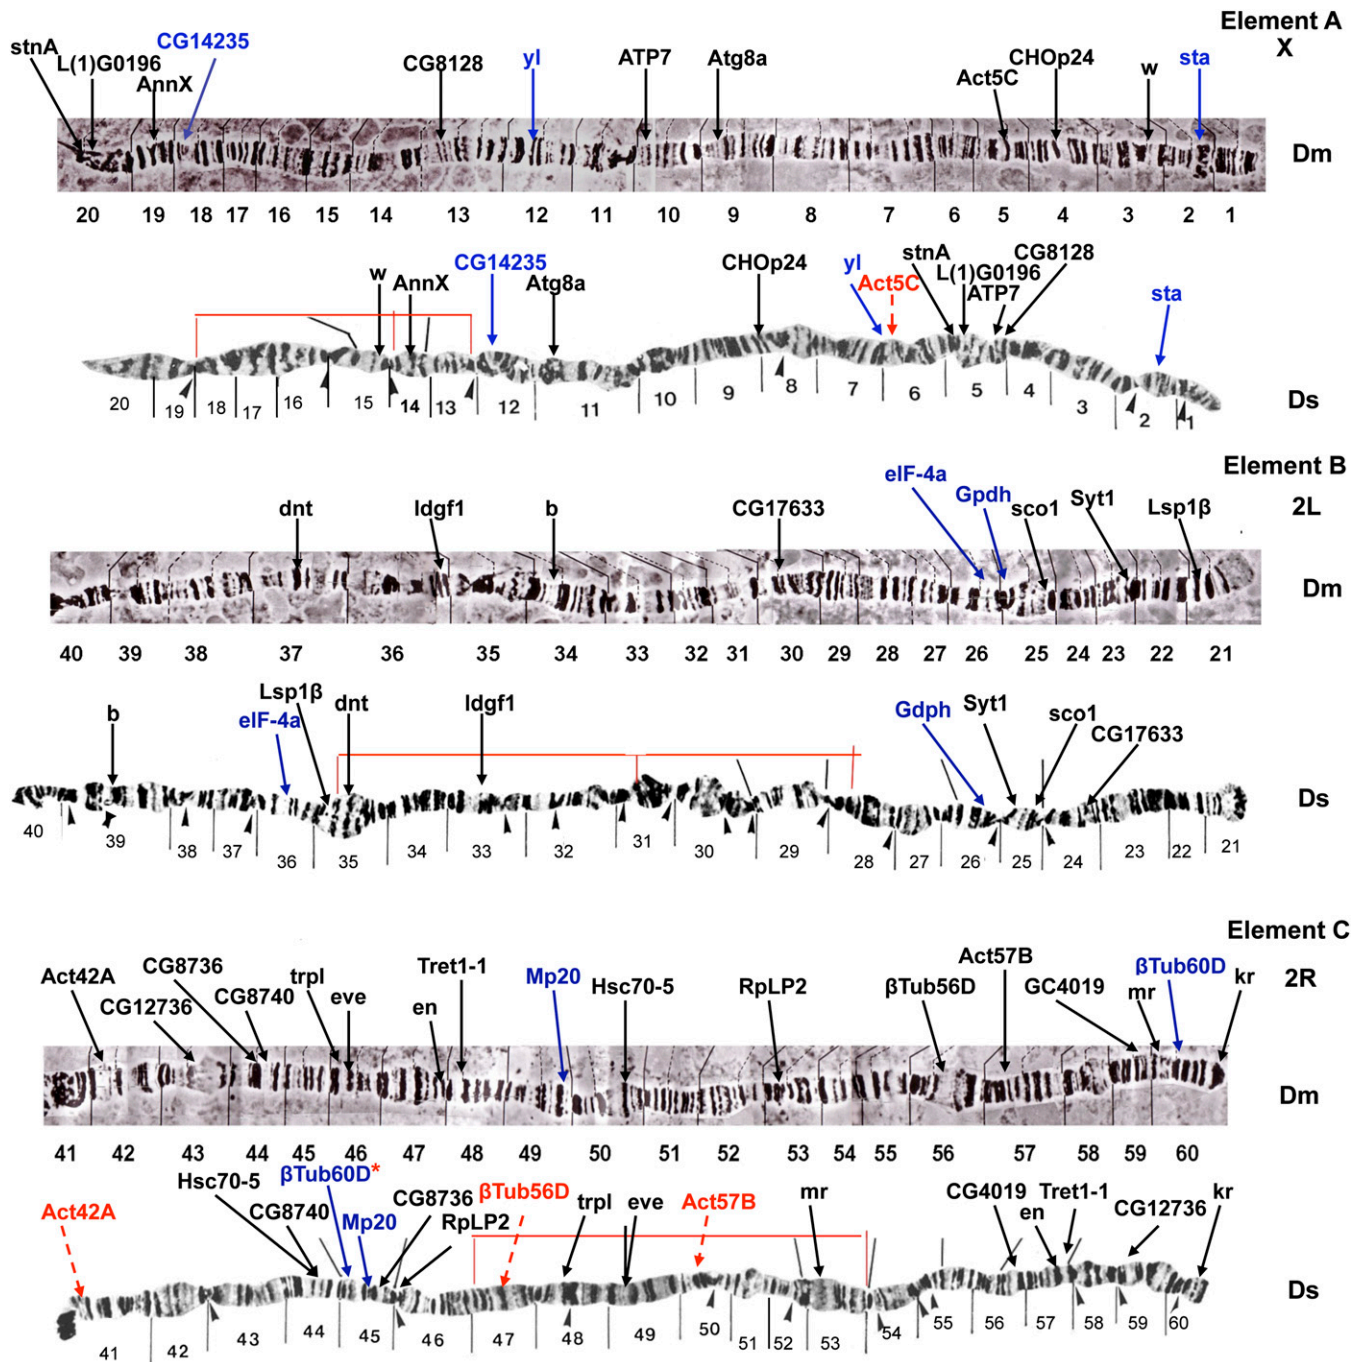 Element A
X
stnA
L(1)G0196
AnnX
CG14235
CG8128
yl
ATP7
Atg8a
Act5C
CHOp24
w
sta
Dm
20 19 18 17 16 15 14 13 12 11 10 9 8 7 6 5 4 3 2 1
w
AnnX
CG14235
Atg8a
CHOp24
yl
Act5C
stnA
L(1)G0196
ATP7
CG8128
sta
Ds
20 19 18 17 16 15 14 13 12 11 10 9 8 7 6 5 4 3 2 1
Element B
2L
dnt
Idgf1
b
CG17633
eIF-4a
Gpdh
sco1
Syt1
Lsp1β
Dm
40 39 38 37 36 35 34 33 32 31 30 29 28 27 26 25 24 23 22 21
b
eIF-4a
Lsp1β
dnt
Idgf1
Gdph
Syt1
sco1
CG17633
Ds
40 39 38 37 36 35 34 33 32 31 30 29 28 27 26 25 24 23 22 21
Element C
2R
Act42A
CG12736
CG8736
CG8740
trpl
eve
en
Tret1-1
Mp20
Hsc70-5
RpLP2
βTub56D
Act57B
GC4019
mr
βTub60D
kr
Dm
41 42 43 44 45 46 47 48 49 50 51 52 53 54 55 56 57 58 59 60
Act42A
Hsc70-5
CG8740
βTub60D*
Mp20
CG8736
RpLP2
βTub56D
trpl
eve
Act57B
mr
CG4019
en
Tret1-1
CG12736
kr
Ds
41 42 43 44 45 46 47 48 49 50 51 52 53 54 55 56 57 58 59 60